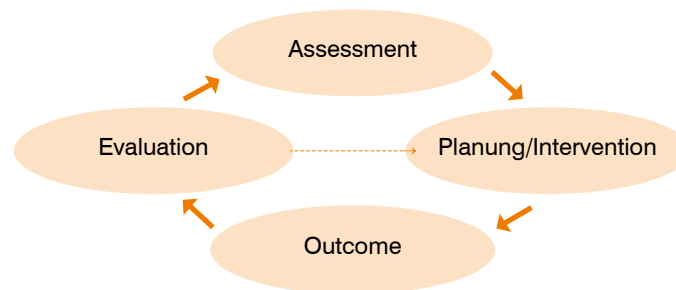 Assessment
Evaluation
Planung/Intervention
Outcome